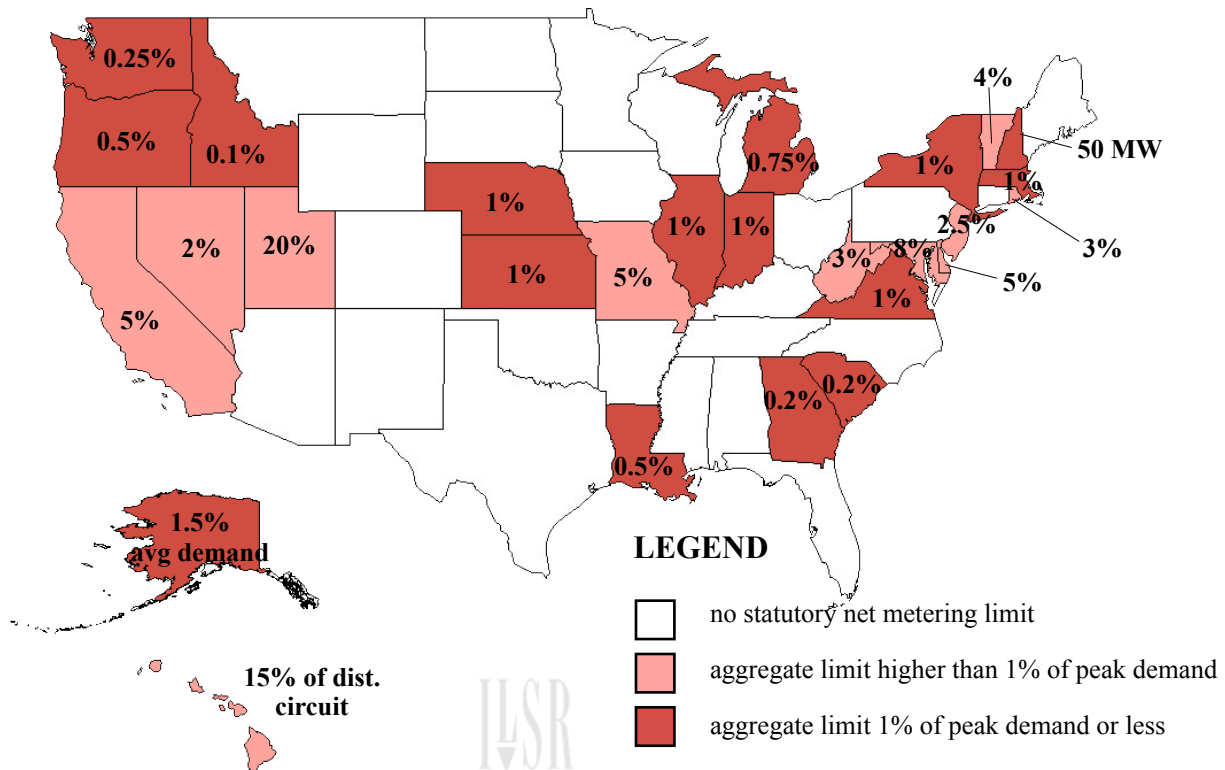 0.25%
4%
0.5%
0.1%
0.75%
1%
50 MW
1%
1%
1%
1%
2.5%
2%
20%
3%
8%
3%
1%
5%
5%
1%
5%
0.2%
0.2%
0.5%
1.5%
avg demand
15% of dist.
circuit
LEGEND
no statutory net metering limit
aggregate limit higher than 1% of peak demand
aggregate limit 1% of peak demand or less
ILSR